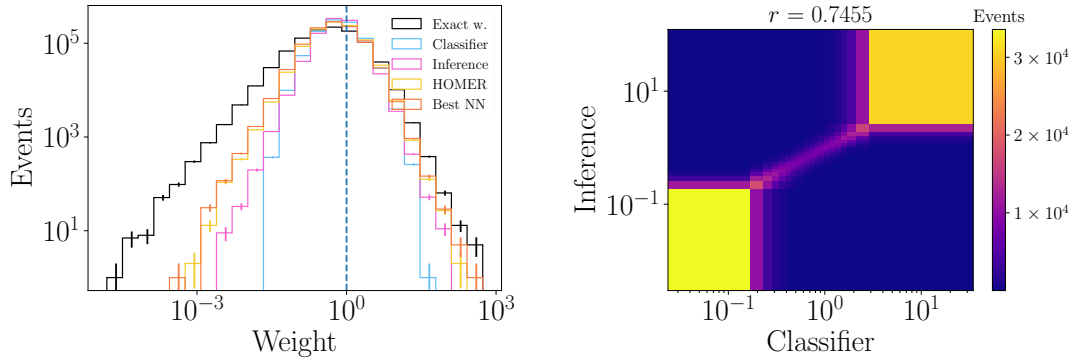 10^5
10^3
10^1
Events
10^-3
10^0
10^3
Weight
Exact w.
Classifier
Inference
HOMER
Best NN
r = 0.7455
Events
10^1
10^-1
Inference
10^-1
10^0
10^1
Classifier
3 × 10^4
2 × 10^4
1 × 10^4